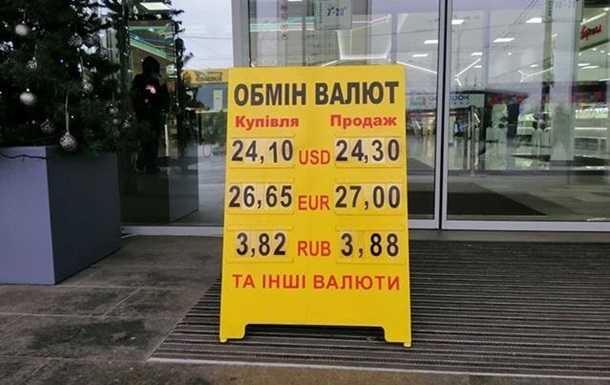 ОБМІН ВАЛЮТ
Купівля Продаж
24,10 USD 24,30
26,65 EUR 27,00
3,82 RUB 3,88
ТА ІНШІ ВАЛЮТИ